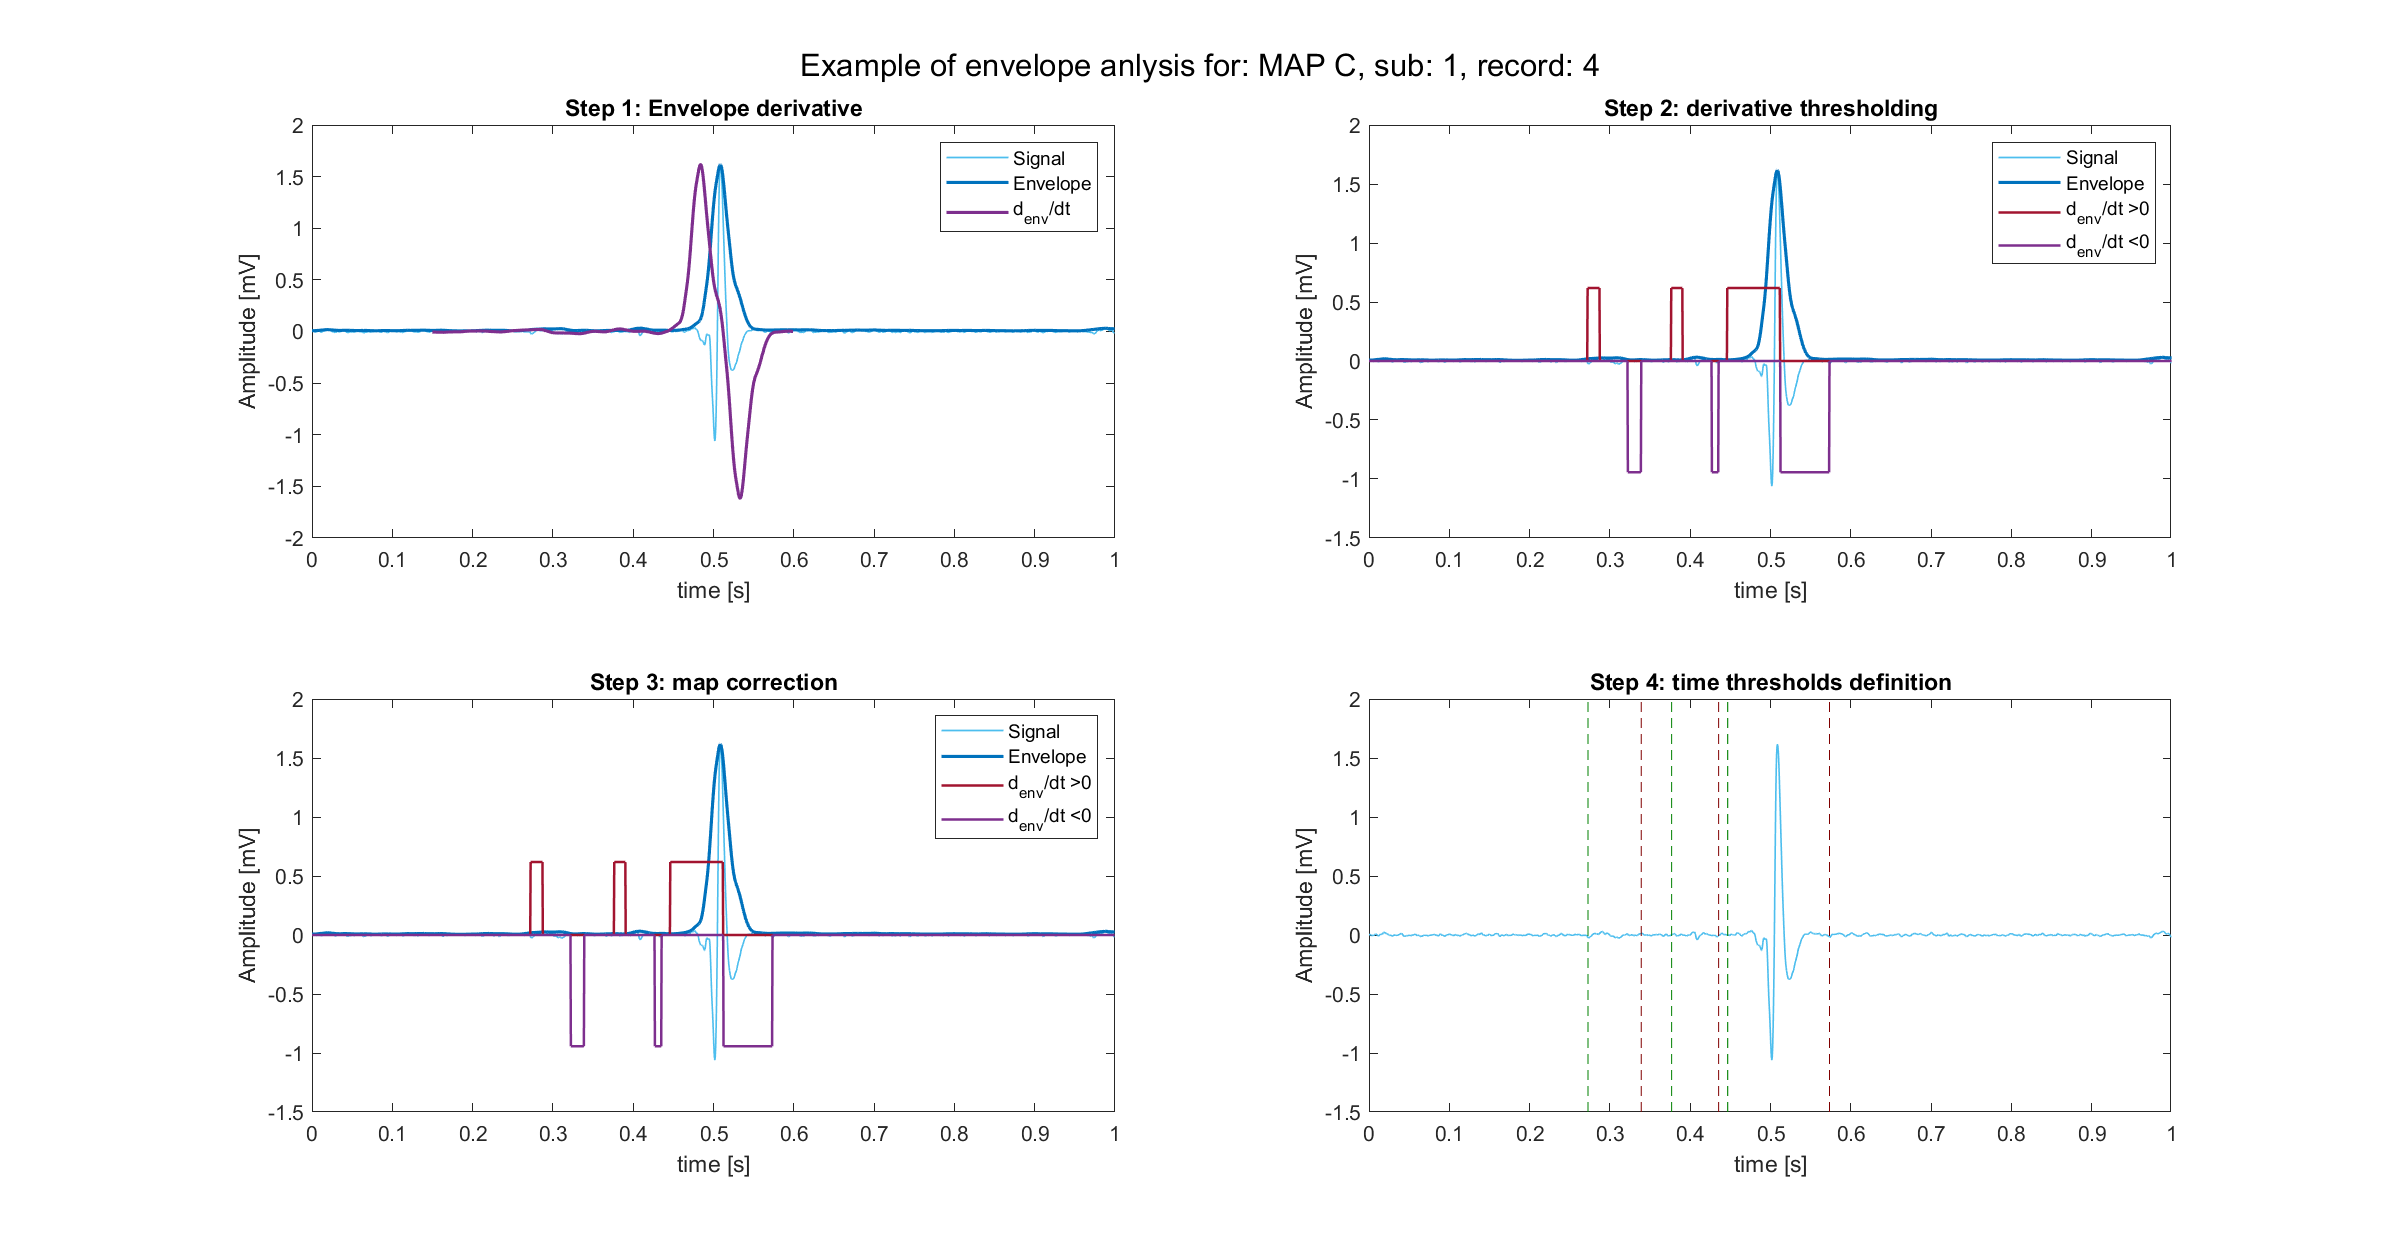 Example of envelope anlysis for: MAP C, sub: 1, record: 4
Step 1: Envelope derivative
2
1.5
1
0.5
0
-0.5
-1
-1.5
-2
Amplitude [mV]
0 0.1 0.2 0.3 0.4 0.5 0.6 0.7 0.8 0.9 1
time [s]
Signal
Envelope
d_env/dt
Step 2: derivative thresholding
2
1.5
1
0.5
0
-0.5
-1
-1.5
Amplitude [mV]
0 0.1 0.2 0.3 0.4 0.5 0.6 0.7 0.8 0.9 1
time [s]
Signal
Envelope
d_env/dt >0
d_env/dt <0
Step 3: map correction
2
1.5
1
0.5
0
-0.5
-1
-1.5
Amplitude [mV]
0 0.1 0.2 0.3 0.4 0.5 0.6 0.7 0.8 0.9 1
time [s]
Signal
Envelope
d_env/dt >0
d_env/dt <0
Step 4: time thresholds definition
2
1.5
1
0.5
0
-0.5
-1
-1.5
Amplitude [mV]
0 0.1 0.2 0.3 0.4 0.5 0.6 0.7 0.8 0.9 1
time [s]